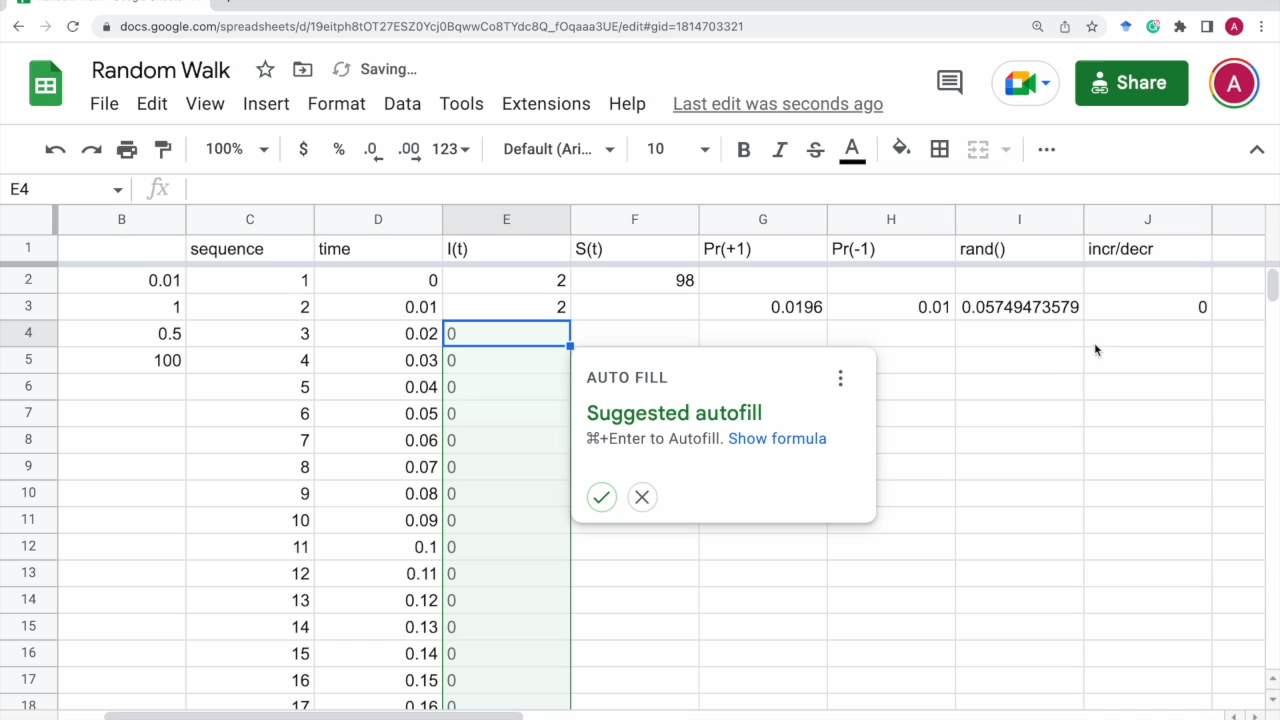 docs.google.com/spreadsheets/d/19eitph8tOT27ESZ0Ycj0BqwwCo8TYdc8Q_fOqaaa3UE/edit#gid=1814703321
A
Random Walk Saving... Share A
File Edit View Insert Format Data Tools Extensions Help Last edit was seconds ago
100% $ % .0 .00 123 Default (Ari... 10 B I S A
E4 fx
B C D E F G H I J
1 sequence time I(t) S(t) Pr(+1) Pr(-1) rand() incr/decr
2 0.01 1 0 2 98
3 1 2 0.01 2 0.0196 0.01 0.05749473579 0
4 0.5 3 0.02 0
5 100 4 0.03 0
AUTO FILL
6 5 0.04 0
Suggested autofill
7 6 0.05 0
⌘+Enter to Autofill. Show formula
8 7 0.06 0
9 8 0.07 0
10 9 0.08 0
11 10 0.09 0
12 11 0.1 0
13 12 0.11 0
14 13 0.12 0
15 14 0.13 0
16 15 0.14 0
17 16 0.15 0
18 17 0.16 0